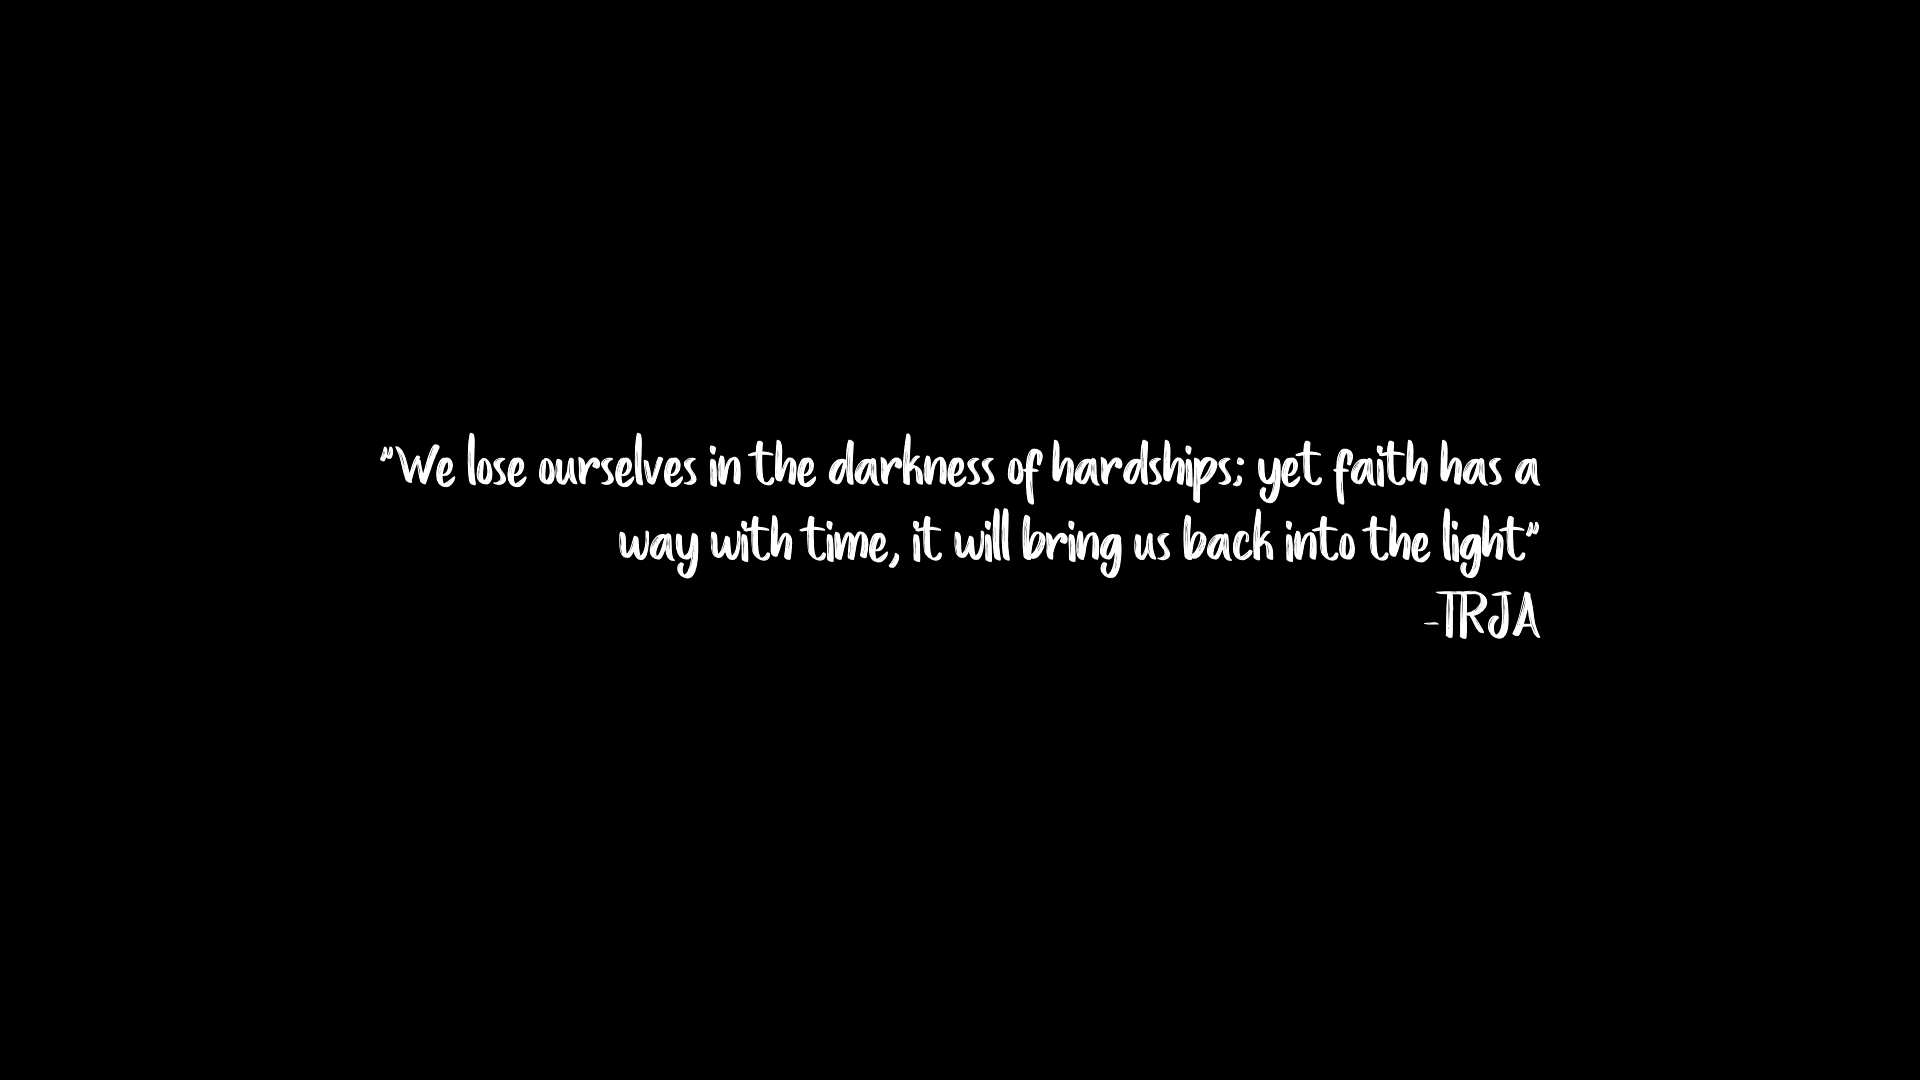 "We lose ourselves in the darkness of hardships; yet faith has a
way with time, it will bring us back into the light"
-TRJA